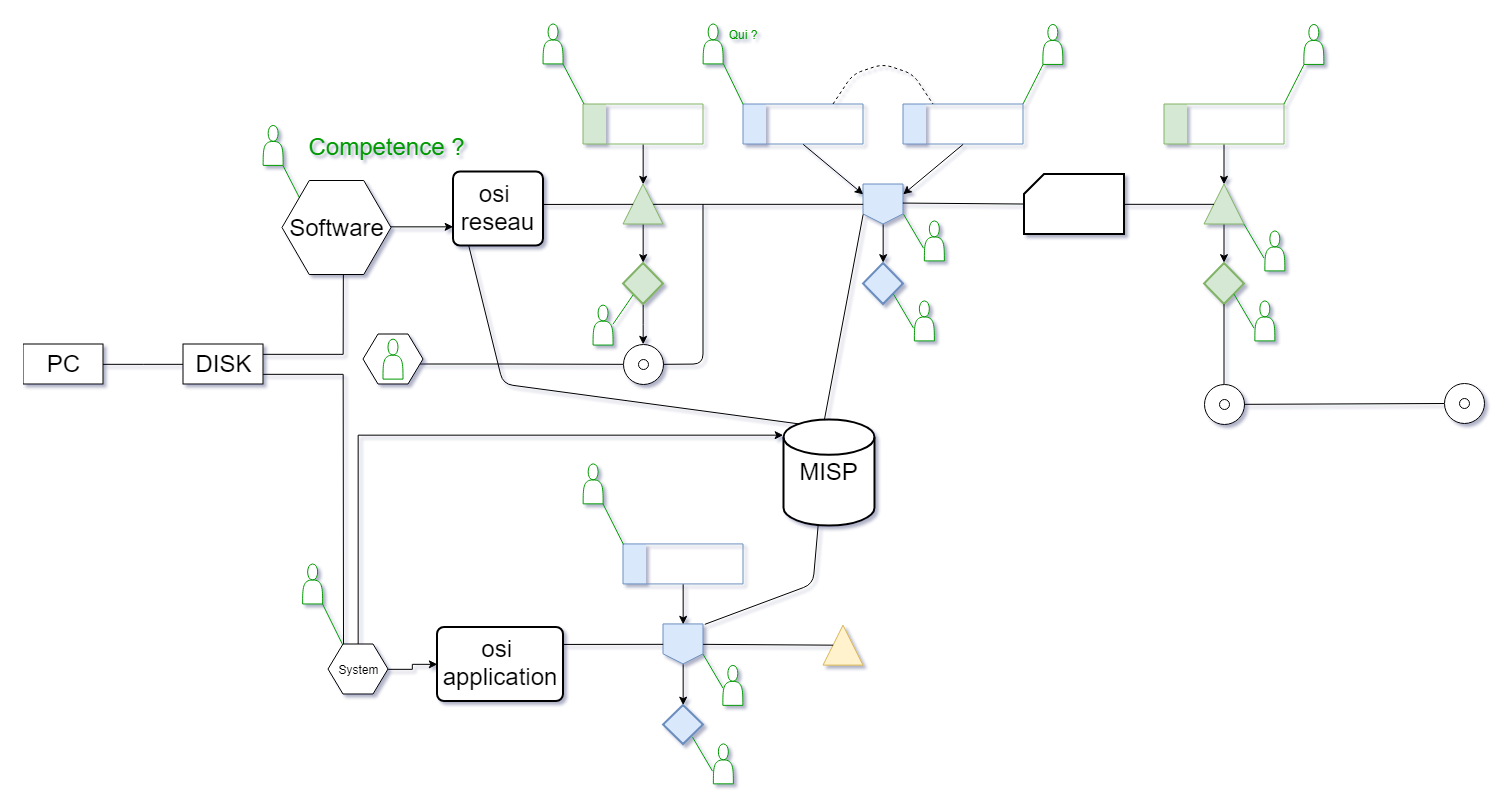 Qui ?
Competence ?
osi
reseau
Software
PC
DISK
MISP
osi
application
System